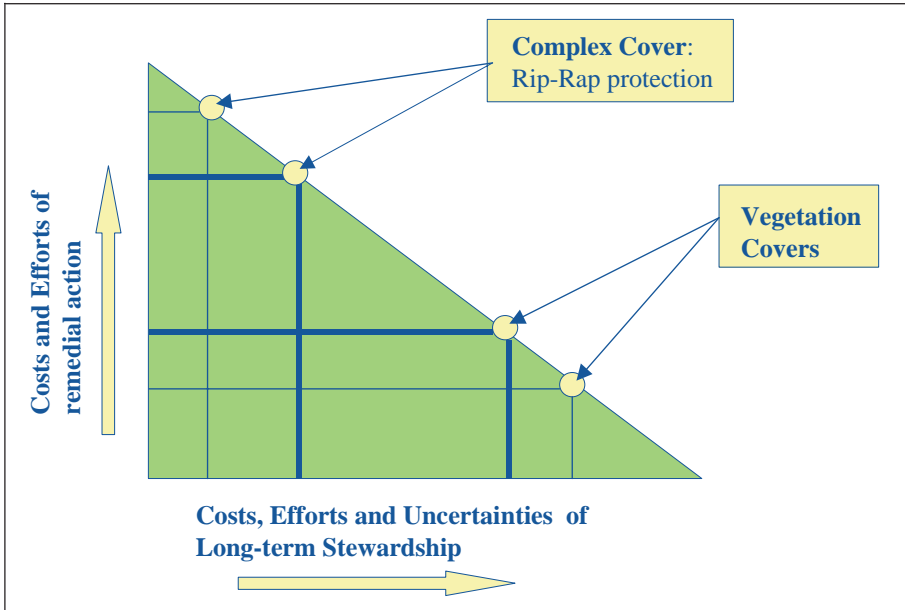 Complex Cover:
Rip-Rap protection
Vegetation
Covers
Costs and Efforts of
remedial action
Costs, Efforts and Uncertainties of
Long-term Stewardship